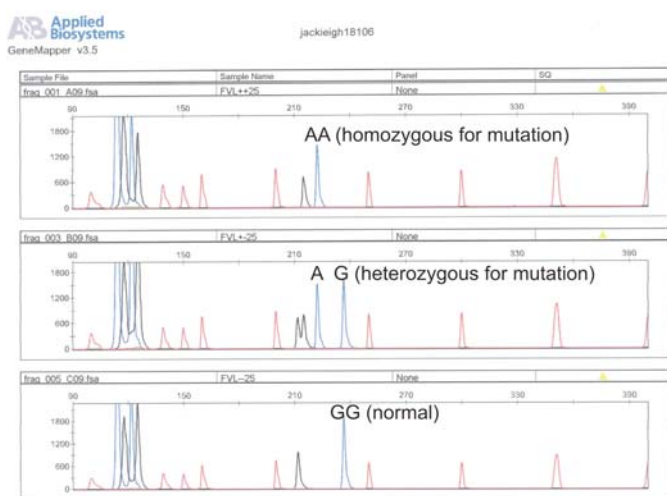 AB Applied Biosystems
GeneMapper v3.5
jackieigh18106
Sample File Sample Name Panel SQ
frag_001_A09.fsa FVL++25 None
90 150 210 270 330 390
1800
1200
600
0
AA (homozygous for mutation)
frag_003_B09.fsa FVL+-25 None
90 150 210 270 330 390
1800
1200
600
0
A G (heterozygous for mutation)
frag_005_C09.fsa FVL--25 None
90 150 210 270 330 390
1800
1200
600
0
GG (normal)